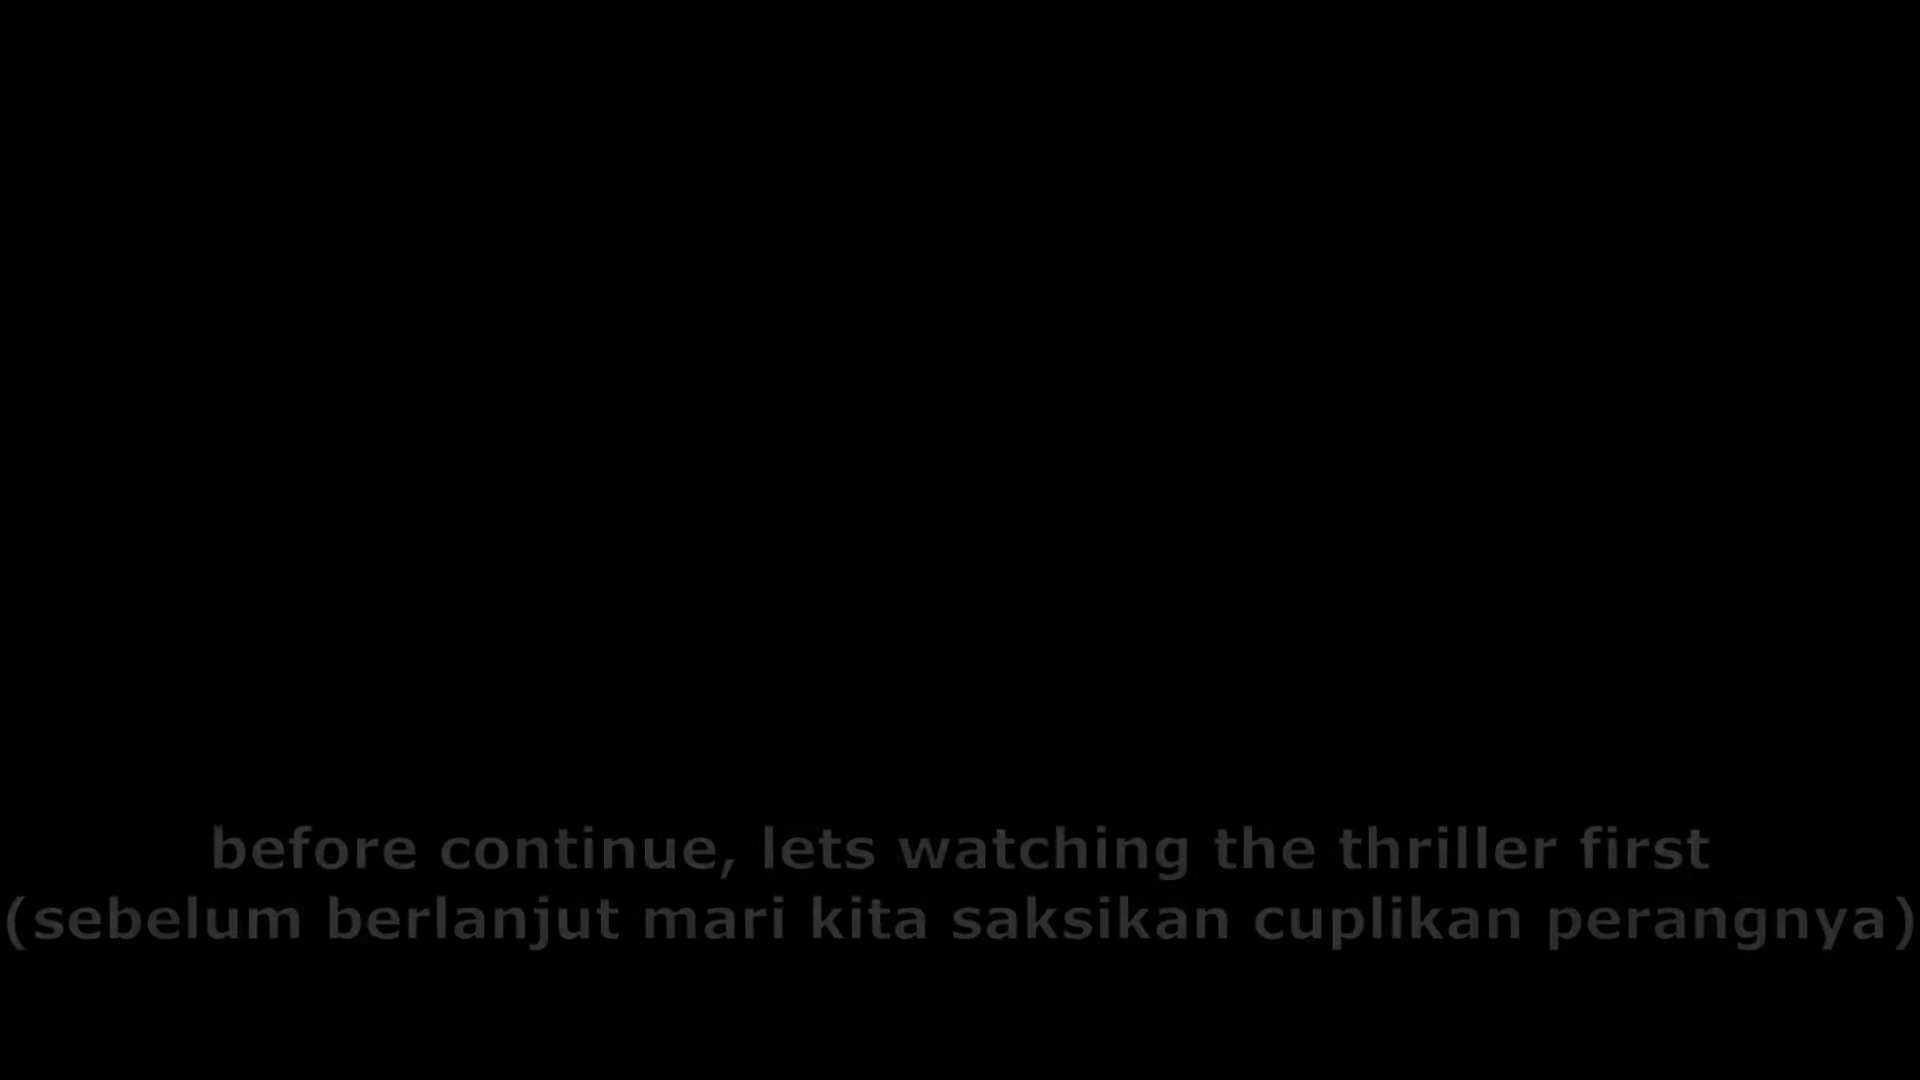 before continue, lets watching the thriller first
(sebelum berlanjut mari kita saksikan cuplikan perangnya)